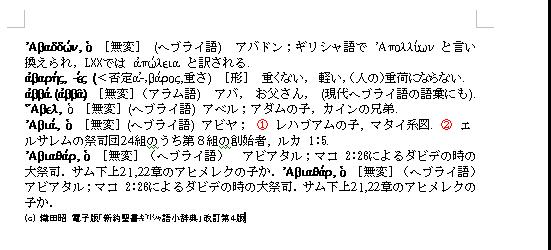 Ἀβαδδών, ὁ ［無変］（ヘブライ語） アバドン；ギリシャ語で Ἀπολλύων と言い
換えられ，LXXでは ἀπώλεια と訳される．
ἀβαρής, -ές (<否定α-,βάρος,重さ) ［形］ 重くない， 軽い，（人の）重荷にならない．
ἀββά（ἀββᾶ）［無変］（アラム語） アバ， お父さん， （現代ヘブライ語の語彙にも）．
Ἅβελ, ὁ ［無変］（ヘブライ語） アベル；アダムの子， カインの兄弟．
Ἀβιά, ὁ ［無変］（ヘブライ語） アビヤ； ① レハブアムの子， マタイ系図． ② エ
ルサレムの祭司団24組のうち第８組の創始者， ルカ 1:5.
Ἀβιαθάρ, ὁ ［無変］（ヘブライ語） アビアタル；マコ 2:26によるダビデの時の
大祭司．サム下上21,22章のアヒメレクの子か．Ἀβιαθάρ, ὁ ［無変］（ヘブライ語）
アビアタル；マコ 2:26によるダビデの時の大祭司．サム下上21,22章のアヒメレクの
子か．
(c) 織田昭 電子版「新約聖書ギリシャ語小辞典」改訂第４版